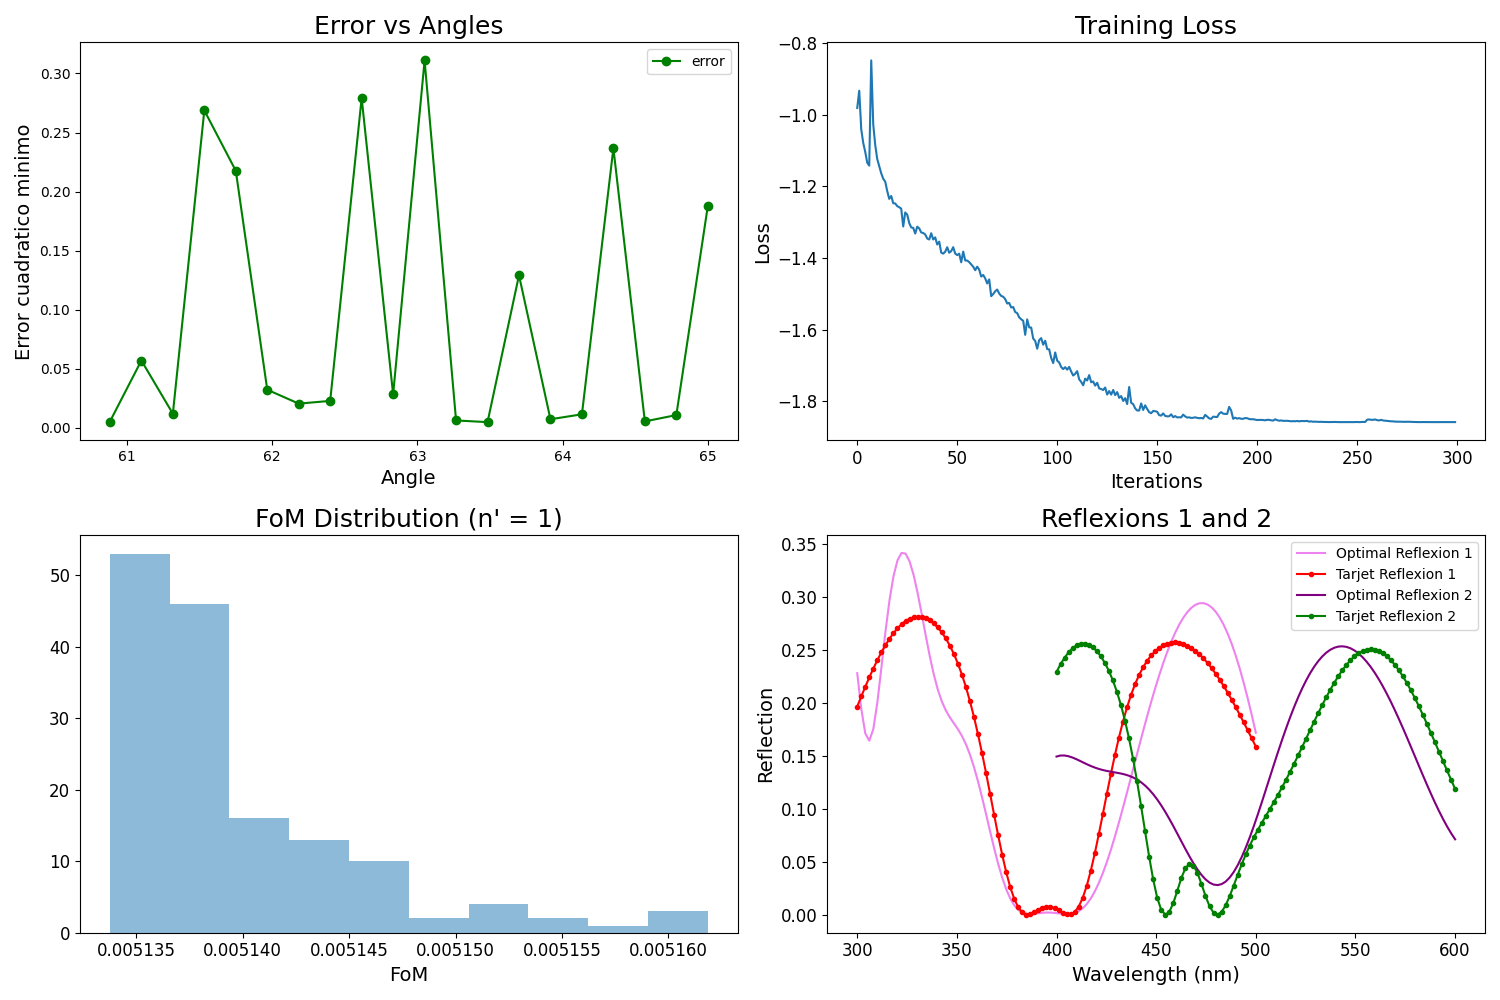 Error vs Angles
Error cuadratico minimo
0.30
0.25
0.20
0.15
0.10
0.05
0.00
error
61 62 63 64 65
Angle
Training Loss
Loss
−0.8
−1.0
−1.2
−1.4
−1.6
−1.8
0 50 100 150 200 250 300
Iterations
FoM Distribution (n' = 1)
50
40
30
20
10
0
0.005135 0.005140 0.005145 0.005150 0.005155 0.005160
FoM
Reflexions 1 and 2
Reflection
0.35
0.30
0.25
0.20
0.15
0.10
0.05
0.00
Optimal Reflexion 1
Tarjet Reflexion 1
Optimal Reflexion 2
Tarjet Reflexion 2
300 350 400 450 500 550 600
Wavelength (nm)